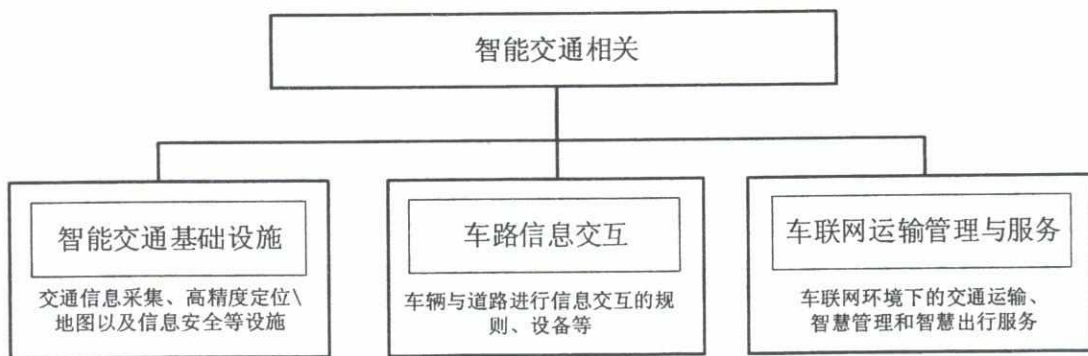 智能交通相关
智能交通基础设施
交通信息采集、高精度定位\
地图以及信息安全等设施
车路信息交互
车辆与道路进行信息交互的规
则、设备等
车联网运输管理与服务
车联网环境下的交通运输、
智慧管理和智慧出行服务